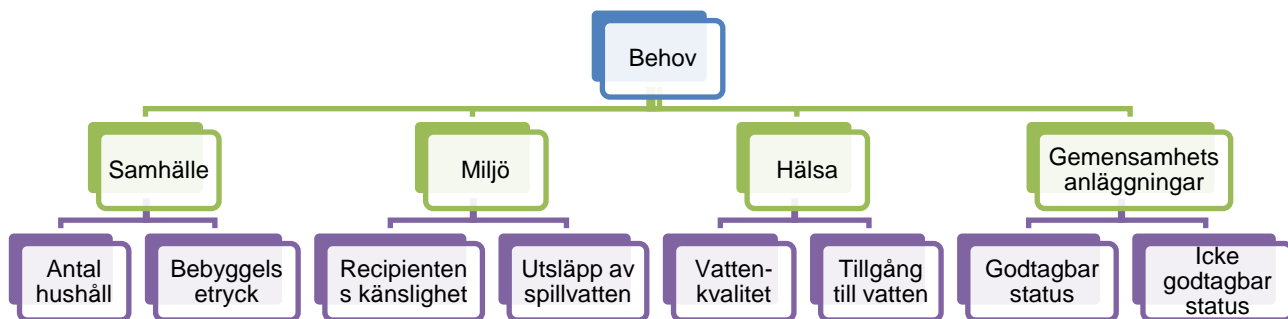 Behov
Samhälle
Miljö
Hälsa
Gemensamhets
anläggningar
Antal
hushåll
Bebyggels
etryck
Recipienten
s känslighet
Utsläpp av
spillvatten
Vatten-
kvalitet
Tillgång
till vatten
Godtagbar
status
Icke
godtagbar
status